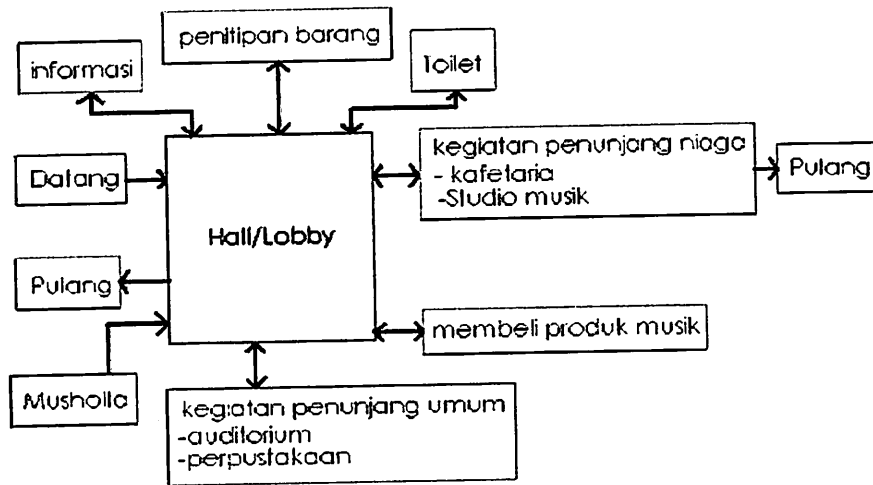 penitipan barang
informasi
Toilet
kegiatan penunjang niaga
- kafetaria
-Studio musik
Pulang
Datang
Hall/Lobby
Pulang
membeli produk musik
Musholla
kegiatan penunjang umum
-auditorium
-perpustakaan